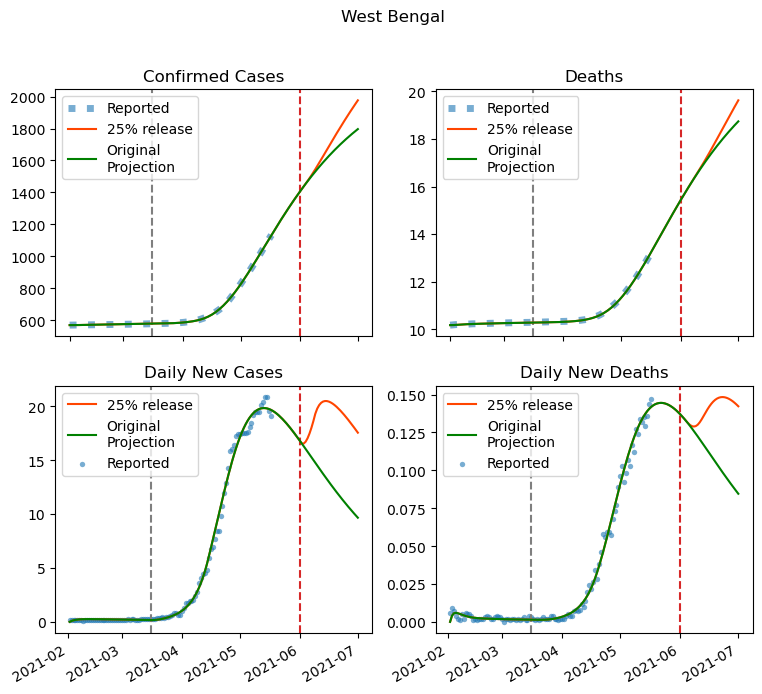 West Bengal
Confirmed Cases
Reported
25% release
Original
Projection
2000
1800
1600
1400
1200
1000
800
600
Deaths
Reported
25% release
Original
Projection
20
18
16
14
12
10
Daily New Cases
25% release
Original
Projection
Reported
20
15
10
5
0
2021-02
2021-03
2021-04
2021-05
2021-06
2021-07
Daily New Deaths
25% release
Original
Projection
Reported
0.150
0.125
0.100
0.075
0.050
0.025
0.000
2021-02
2021-03
2021-04
2021-05
2021-06
2021-07